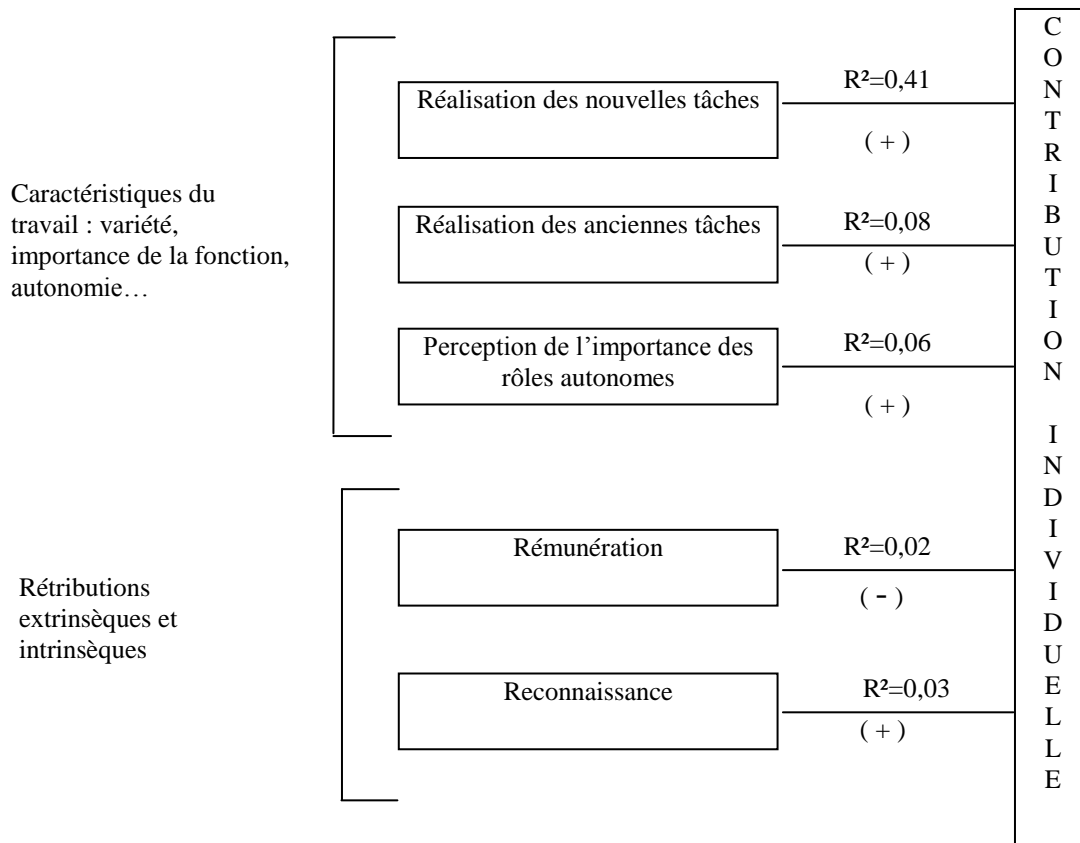 Caractéristiques du
travail : variété,
importance de la fonction,
autonomie…
Réalisation des nouvelles tâches
R²=0,41
( + )
Réalisation des anciennes tâches
R²=0,08
( + )
Perception de l’importance des
rôles autonomes
R²=0,06
( + )
Rétributions
extrinsèques et
intrinsèques
Rémunération
R²=0,02
( - )
Reconnaissance
R²=0,03
( + )
C
O
N
T
R
I
B
U
T
I
O
N
I
N
D
I
V
I
D
U
E
L
L
E